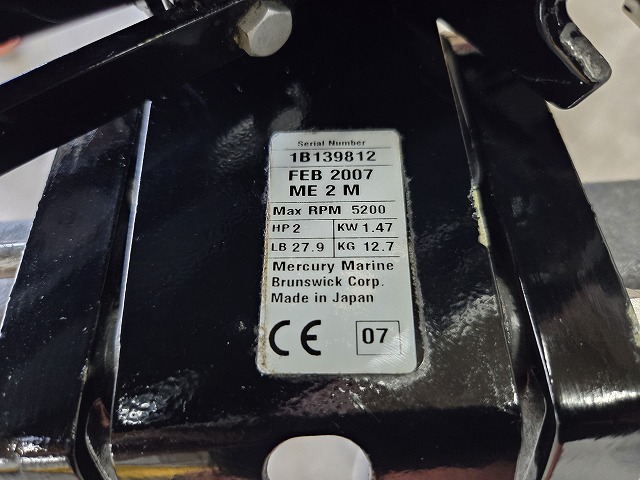 Serial Number
1B139812
FEB 2007
ME 2 M
Max RPM 5200
HP 2 KW 1.47
LB 27.9 KG 12.7
Mercury Marine
Brunswick Corp.
Made in Japan
CE 07